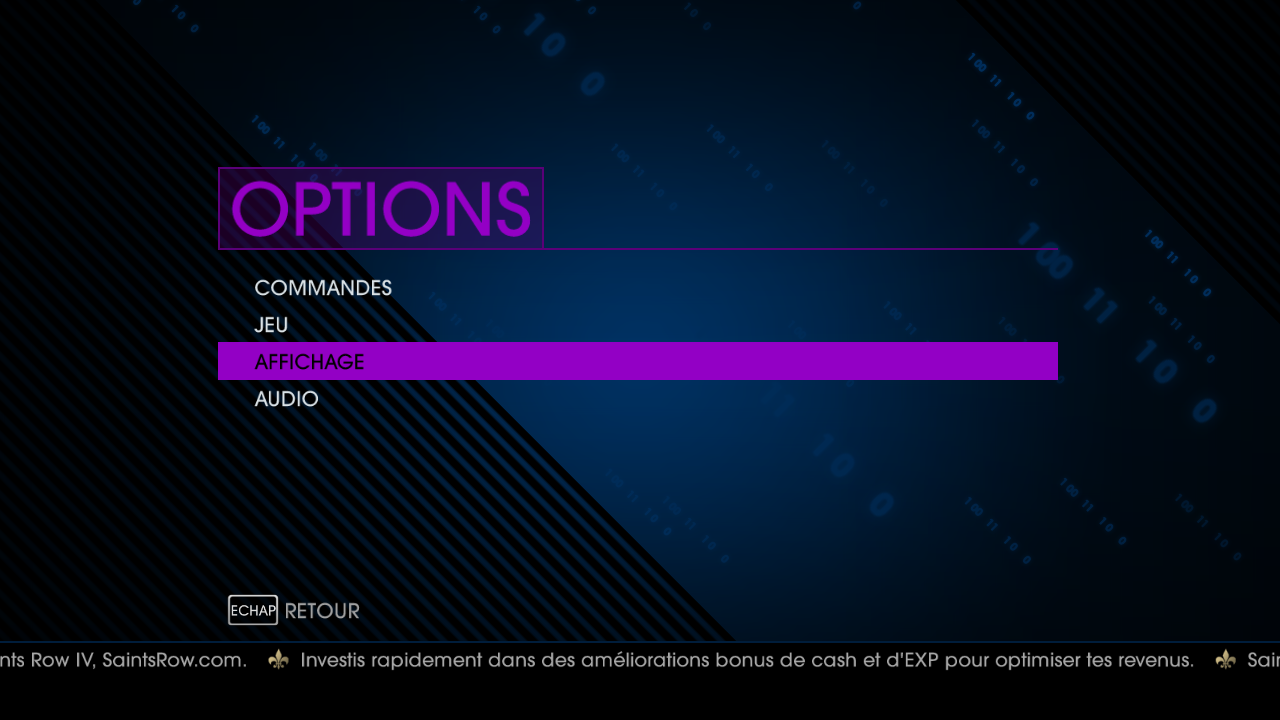 OPTIONS
COMMANDES
JEU
AFFICHAGE
AUDIO
ECHAP RETOUR
nts Row IV, SaintsRow.com. Investis rapidement dans des améliorations bonus de cash et d'EXP pour optimiser tes revenus. Sain